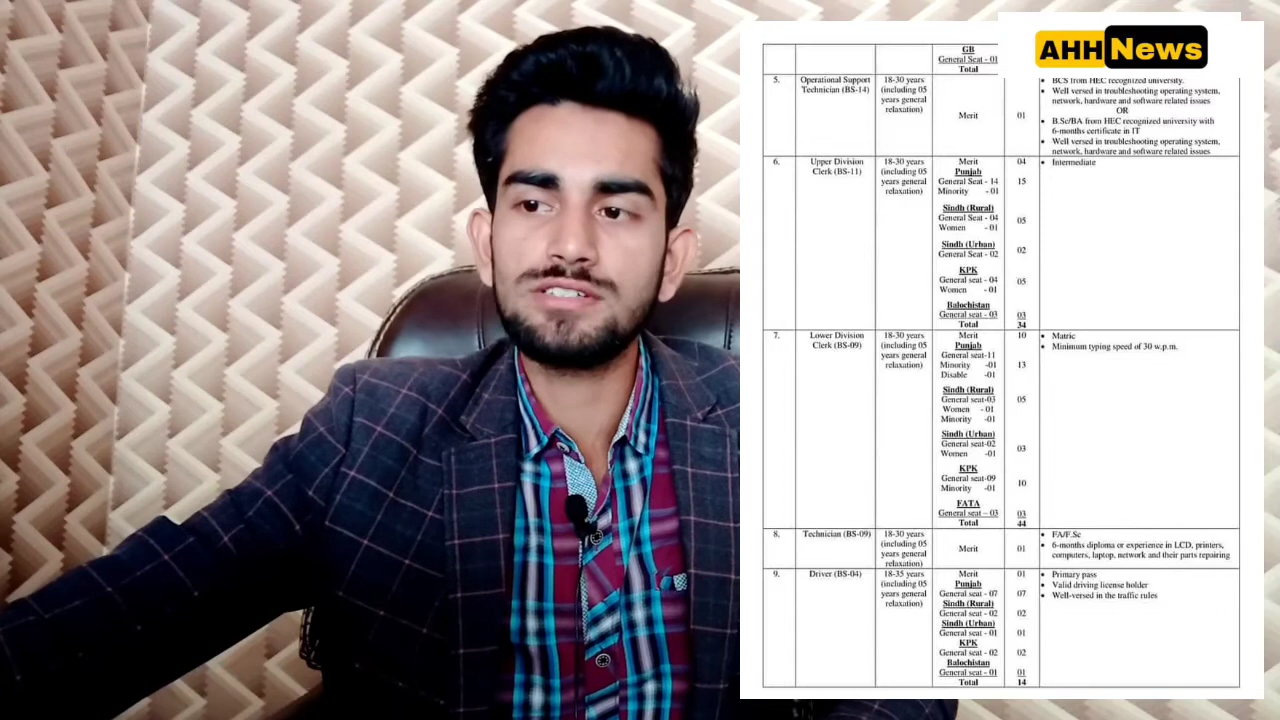 AHH News
GB
General Seat - 01
Total
5. Operational Support Technician (BS-14)
18-30 years (including 05 years general relaxation)
Merit 01
• BCS from HEC recognized university.
• Well versed in troubleshooting operating system, network, hardware and software related issues
OR
• B.Sc/BA from HEC recognized university with 6-months certificate in IT
• Well versed in troubleshooting operating system, network, hardware and software related issues
6. Upper Division Clerk (BS-11)
18-30 years (including 05 years general relaxation)
Merit 04
Punjab
General Seat - 14 15
Minority - 01
Sindh (Rural)
General Seat - 04 05
Women - 01
Sindh (Urban) 02
General Seat - 02
KPK
General seat - 04 05
Women - 01
Balochistan
General seat - 03 03
Total 34
• Intermediate
7. Lower Division Clerk (BS-09)
18-30 years (including 05 years general relaxation)
Merit 10
Punjab
General seat-11
Minority -01 13
Disable -01
Sindh (Rural)
General seat-03 05
Women - 01
Minority -01
Sindh (Urban)
General seat-02 03
Women -01
KPK
General seat-09 10
Minority -01
FATA
General seat – 03 03
Total 44
• Matric
• Minimum typing speed of 30 w.p.m.
8. Technician (BS-09)
18-30 years (including 05 years general relaxation)
Merit 01
• FA/F.Sc
• 6-months diploma or experience in LCD, printers, computers, laptop, network and their parts repairing
9. Driver (BS-04)
18-35 years (including 05 years general relaxation)
Merit 01
Punjab
General seat - 07 07
Sindh (Rural)
General seat - 02 02
Sindh (Urban)
General seat - 01 01
KPK
General seat - 02 02
Balochistan
General seat - 01 01
Total 14
• Primary pass
• Valid driving license holder
• Well-versed in the traffic rules